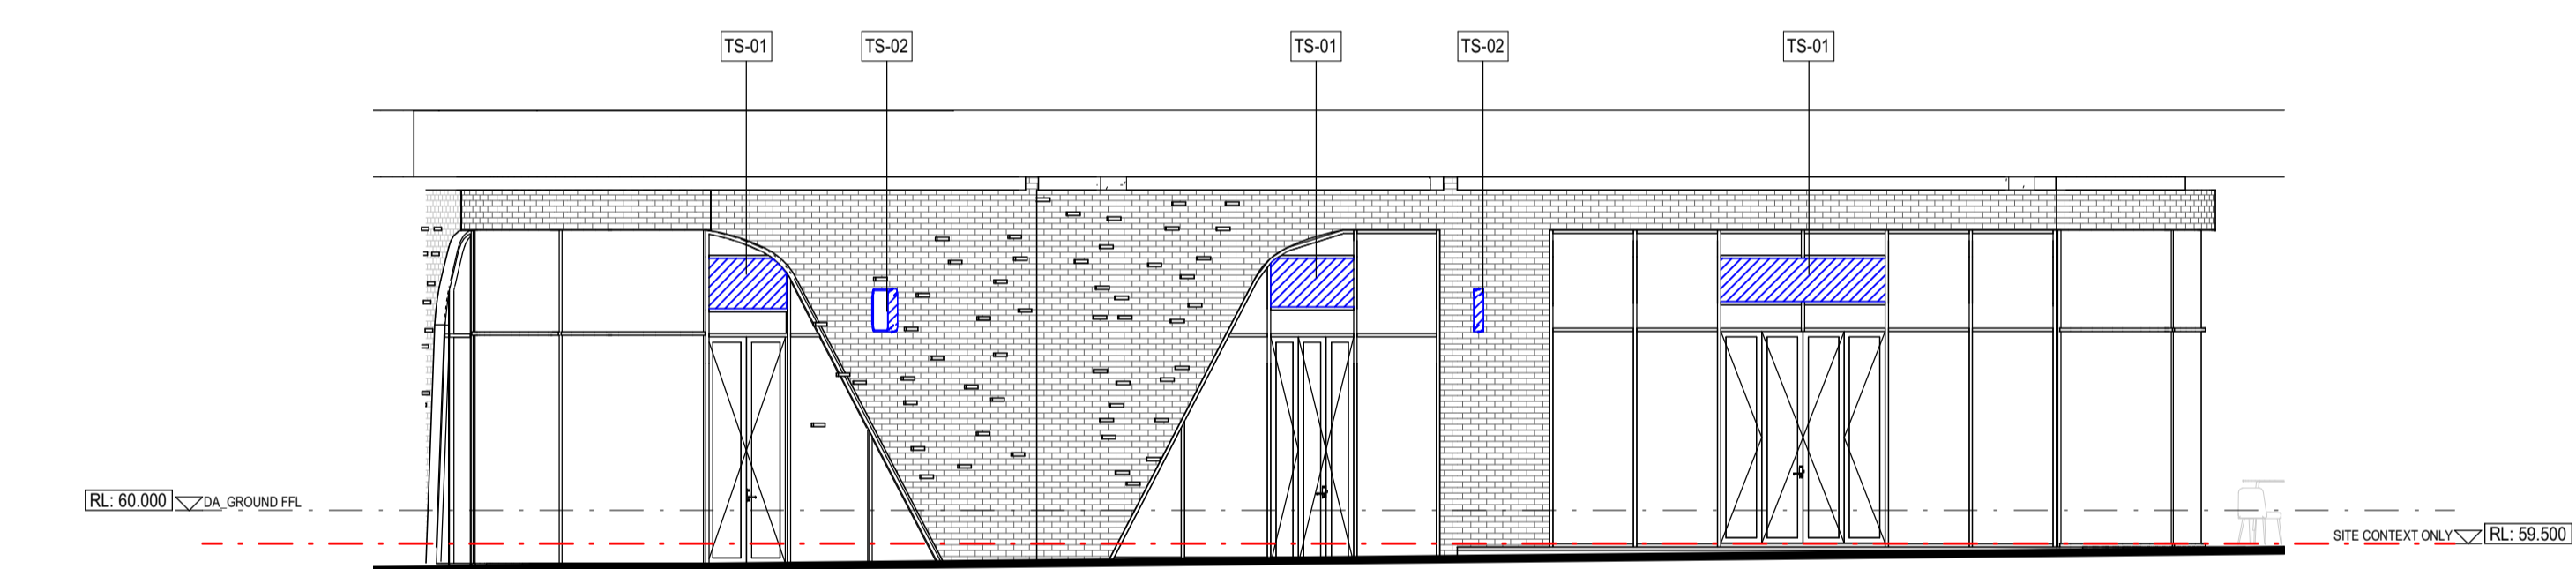 TS-01
TS-02
TS-01
TS-02
TS-01
RL: 60.000
DA_GROUND FFL
SITE CONTEXT ONLY
RL: 59.500